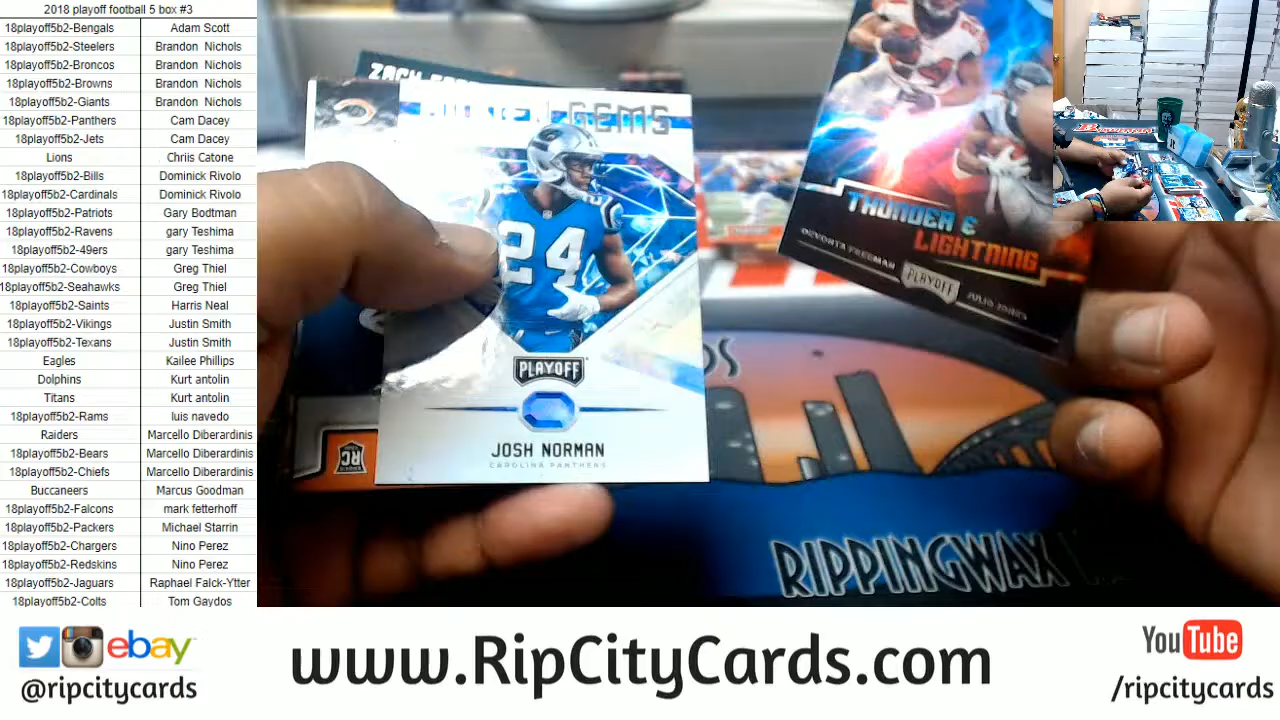 2018 playoff football 5 box #3
18playoff5b2-Bengals Adam Scott
18playoff5b2-Steelers Brandon Nichols
18playoff5b2-Broncos Brandon Nichols
18playoff5b2-Browns Brandon Nichols
18playoff5b2-Giants Brandon Nichols
18playoff5b2-Panthers Cam Dacey
18playoff5b2-Jets Cam Dacey
Lions Chriis Catone
18playoff5b2-Bills Dominick Rivolo
18playoff5b2-Cardinals Dominick Rivolo
18playoff5b2-Patriots Gary Bodtman
18playoff5b2-Ravens gary Teshima
18playoff5b2-49ers gary Teshima
18playoff5b2-Cowboys Greg Thiel
18playoff5b2-Seahawks Greg Thiel
18playoff5b2-Saints Harris Neal
18playoff5b2-Vikings Justin Smith
18playoff5b2-Texans Justin Smith
Eagles Kailee Phillips
Dolphins Kurt antolin
Titans Kurt antolin
18playoff5b2-Rams luis navedo
Raiders Marcello Diberardinis
18playoff5b2-Bears Marcello Diberardinis
18playoff5b2-Chiefs Marcello Diberardinis
Buccaneers Marcus Goodman
18playoff5b2-Falcons mark fetterhoff
18playoff5b2-Packers Michael Starrin
18playoff5b2-Chargers Nino Perez
18playoff5b2-Redskins Nino Perez
18playoff5b2-Jaguars Raphael Falck-Ytter
18playoff5b2-Colts Tom Gaydos
ZACH
GEMS
24
PLAYOFF
JOSH NORMAN
CAROLINA PANTHERS
RC
THUNDER &
LIGHTNING
DEVONTA FREEMAN
PLAYOFF
JULIO JONES
RIPPINGWAX
ebay
@ripcitycards
www.RipCityCards.com
YouTube
/ripcitycards